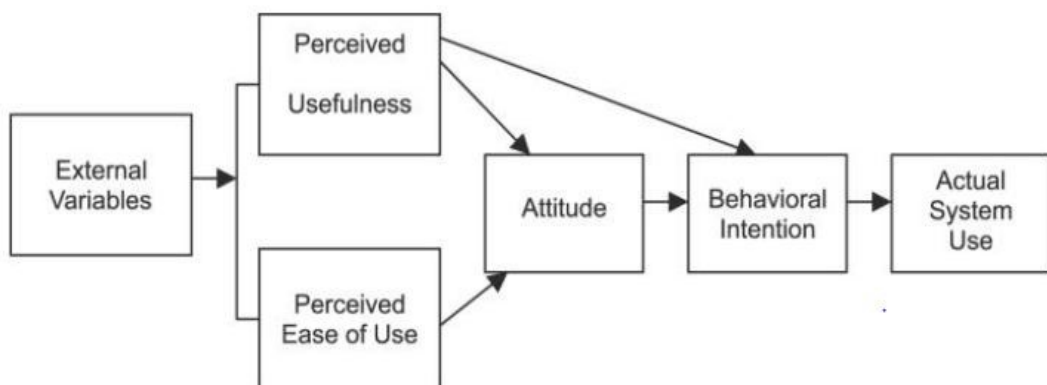 Perceived
Usefulness
External
Variables
Attitude
Behavioral
Intention
Actual
System
Use
Perceived
Ease of Use